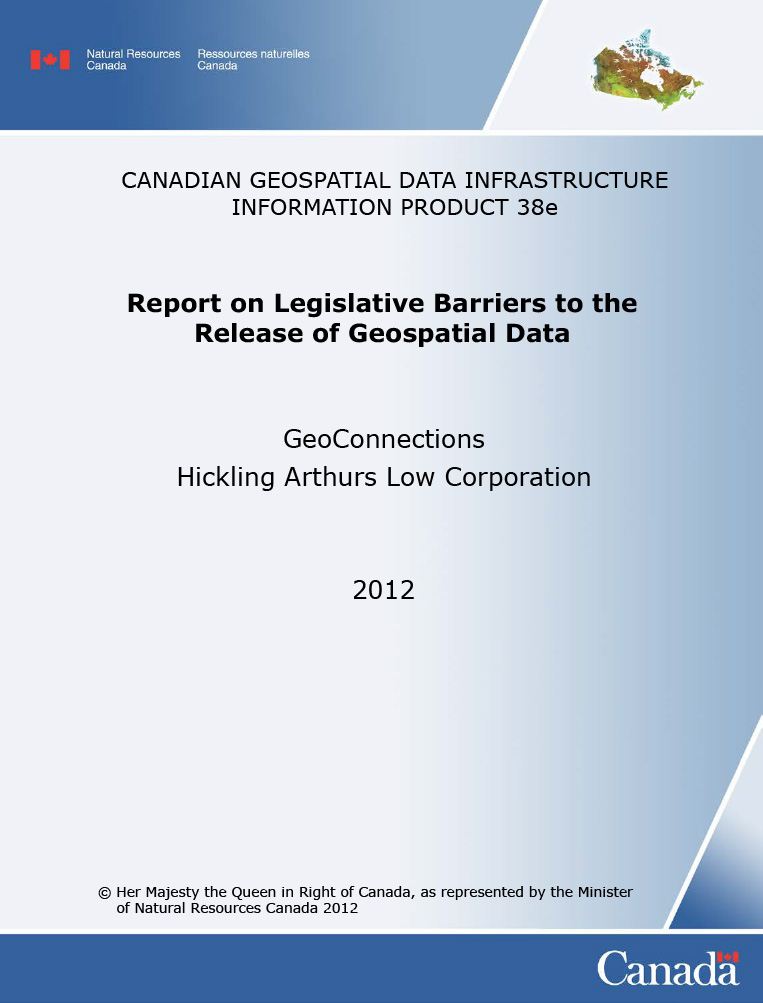 Natural Resources
Canada
Ressources naturelles
Canada
CANADIAN GEOSPATIAL DATA INFRASTRUCTURE
INFORMATION PRODUCT 38e
Report on Legislative Barriers to the
Release of Geospatial Data
GeoConnections
Hickling Arthurs Low Corporation
2012
© Her Majesty the Queen in Right of Canada, as represented by the Minister
of Natural Resources Canada 2012
Canada